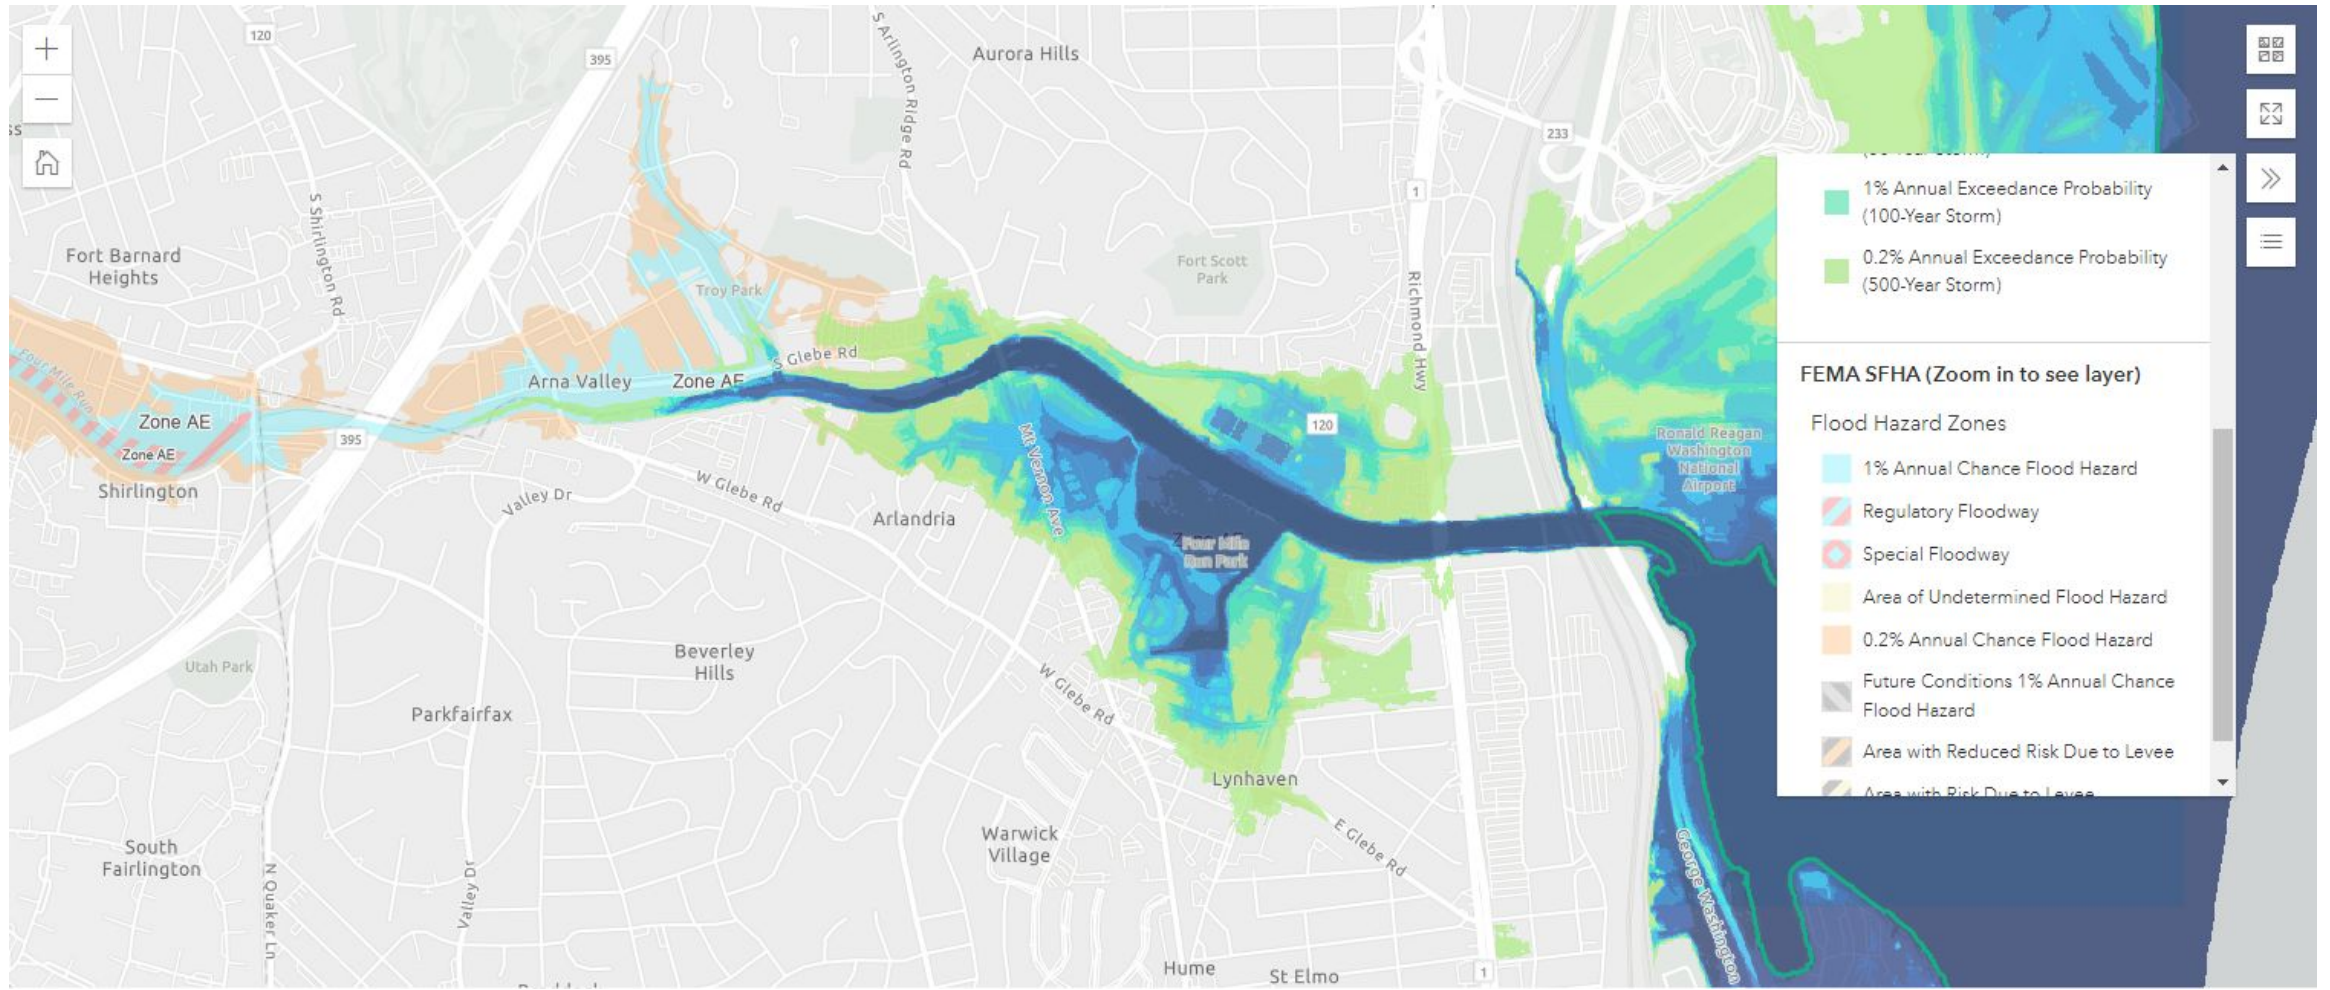 120
395
S Arlington Ridge Rd
Aurora Hills
233
1
S Shirlington Rd
Fort Barnard
Heights
Fort Scott
Park
Richmond Hwy
Troy Park
S Glebe Rd
Four Mile Run
Arna Valley
Zone AE
Zone AE
Zone AE
395
120
Mt Vernon Ave
Ronald Reagan
Washington
National
Airport
Shirlington
Valley Dr
W Glebe Rd
Arlandria
Four Mile
Run Park
Utah Park
Beverley
Hills
W Glebe Rd
Parkfairfax
Lynhaven
Warwick
Village
E Glebe Rd
South
Fairlington
N Quaker Ln
Valley Dr
George Washington
Hume
St Elmo
1
1% Annual Exceedance Probability
(100-Year Storm)
0.2% Annual Exceedance Probability
(500-Year Storm)
FEMA SFHA (Zoom in to see layer)
Flood Hazard Zones
1% Annual Chance Flood Hazard
Regulatory Floodway
Special Floodway
Area of Undetermined Flood Hazard
0.2% Annual Chance Flood Hazard
Future Conditions 1% Annual Chance
Flood Hazard
Area with Reduced Risk Due to Levee
Area with Risk Due to Levee